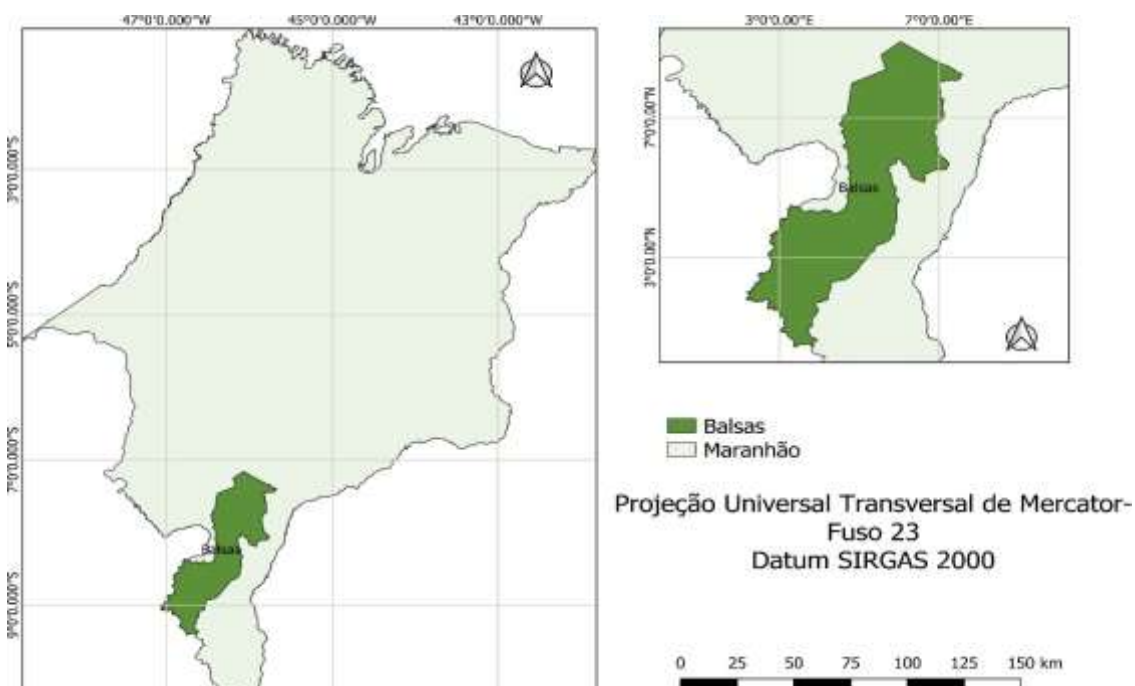 47°0'0.000"W 45°0'0.000"W 43°0'0.000"W
3°0'0.000"S
5°0'0.000"S
7°0'0.000"S
9°0'0.000"S
Balsas
3°0'0.00"E 7°0'0.00"E
7°0'0.00"N
3°0'0.00"N
Balsas
Balsas
Maranhão
Projeção Universal Transversal de Mercator-
Fuso 23
Datum SIRGAS 2000
0 25 50 75 100 125 150 km